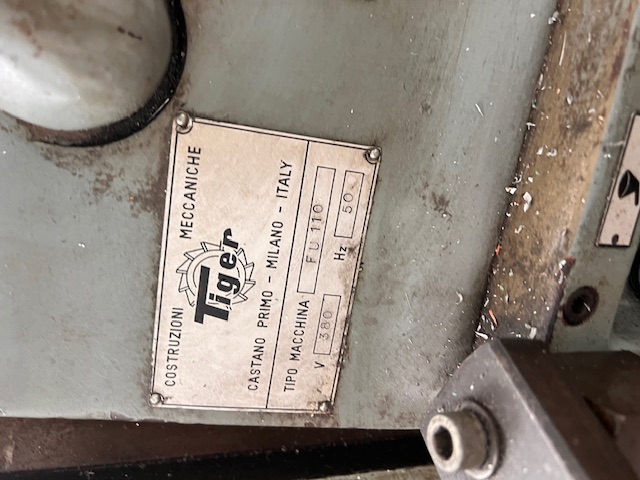 COSTRUZIONI MECCANICHE
Tiger
CASTANO PRIMO - MILANO - ITALY
TIPO MACCHINA FU 110
V 380 Hz 50